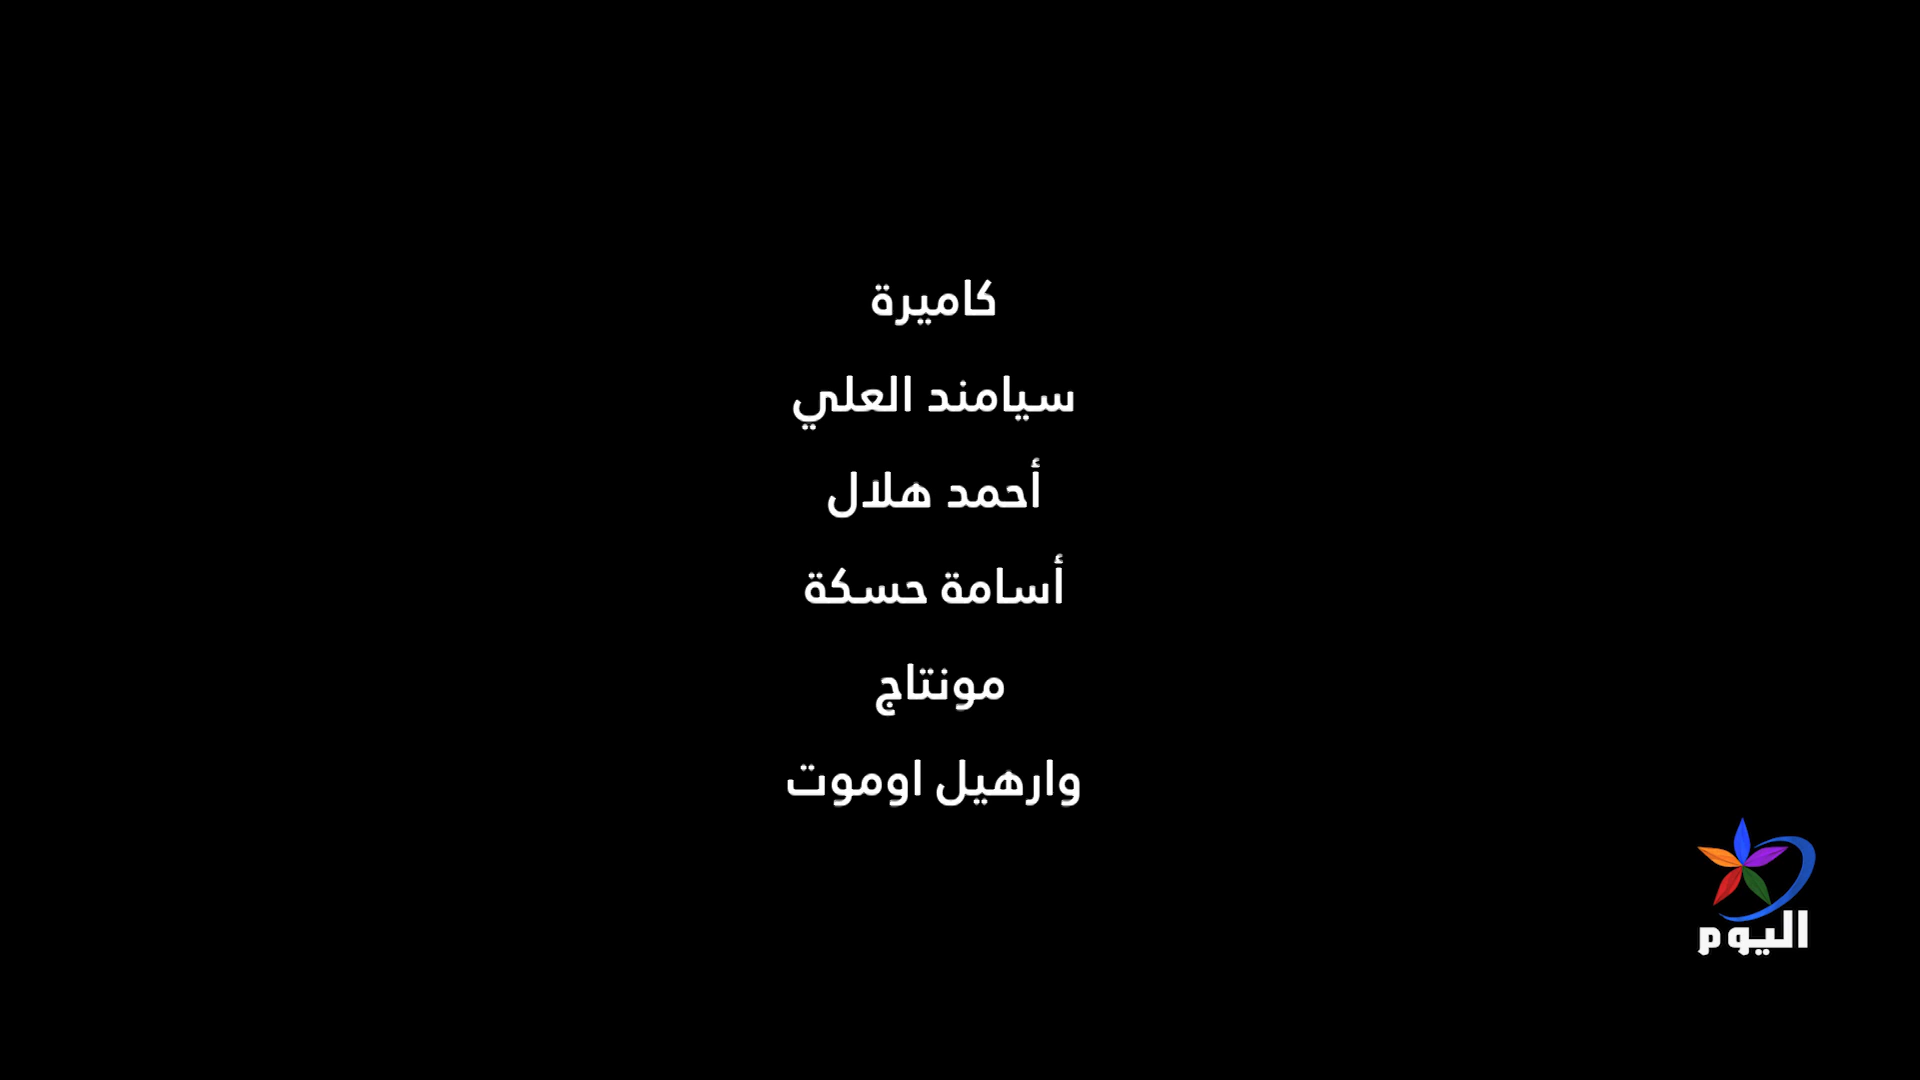 كاميرة
سيامند العلي
أحمد هلال
أسامة حسكة
مونتاج
وارهيل اوموت
اليوم